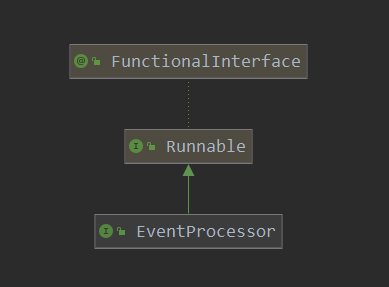 @ FunctionalInterface
I Runnable
I EventProcessor